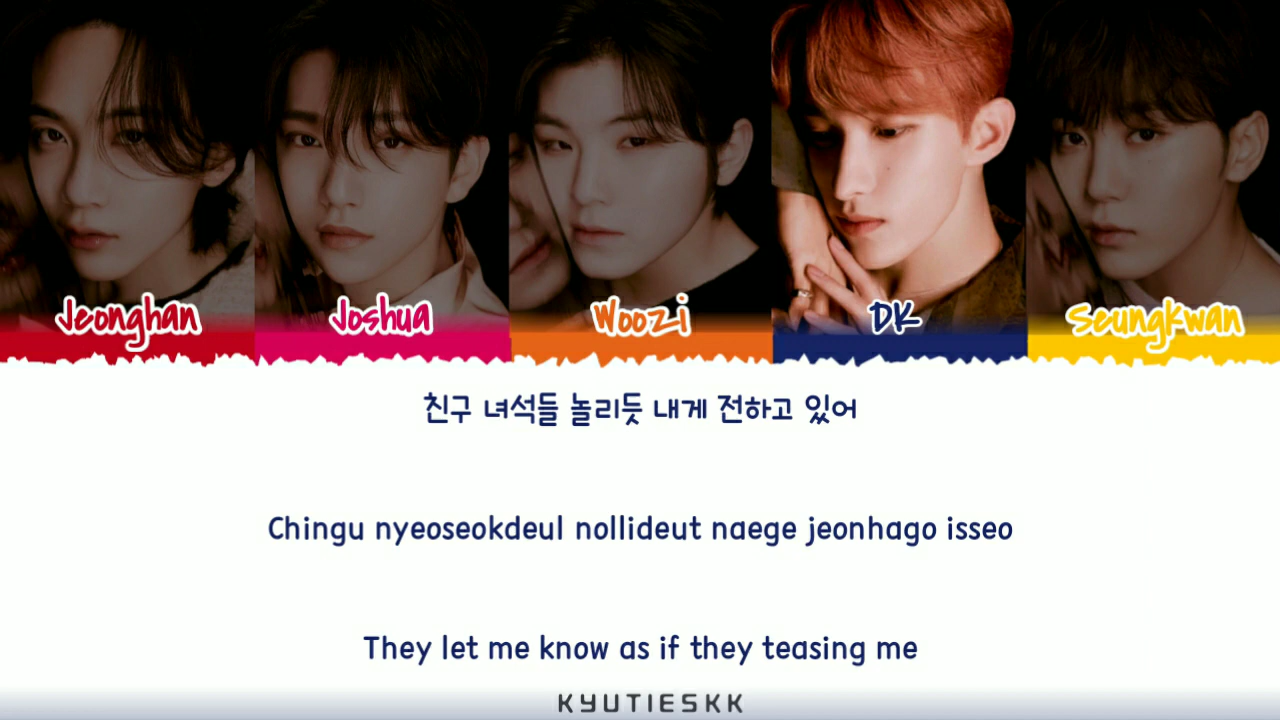 Jeonghan
Joshua
Woozi
DK
Seungkwan
친구 녀석들 놀리듯 내게 전하고 있어
Chingu nyeoseokdeul nollideut naege jeonhago isseo
They let me know as if they teasing me
KYUTIESKK